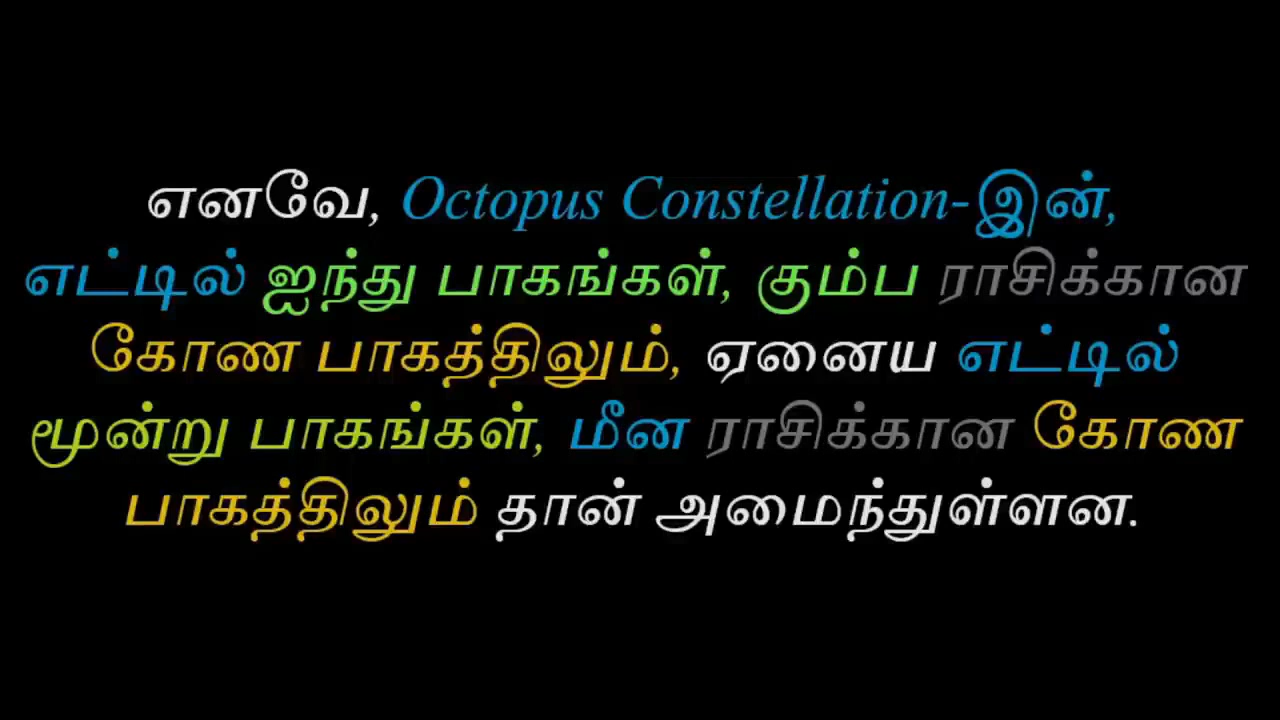 எனவே, Octopus Constellation-இன்,
எட்டில் ஐந்து பாகங்கள், கும்ப ராசிக்கான
கோண பாகத்திலும், ஏனைய எட்டில்
மூன்று பாகங்கள், மீன ராசிக்கான கோண
பாகத்திலும் தான் அமைந்துள்ளன.